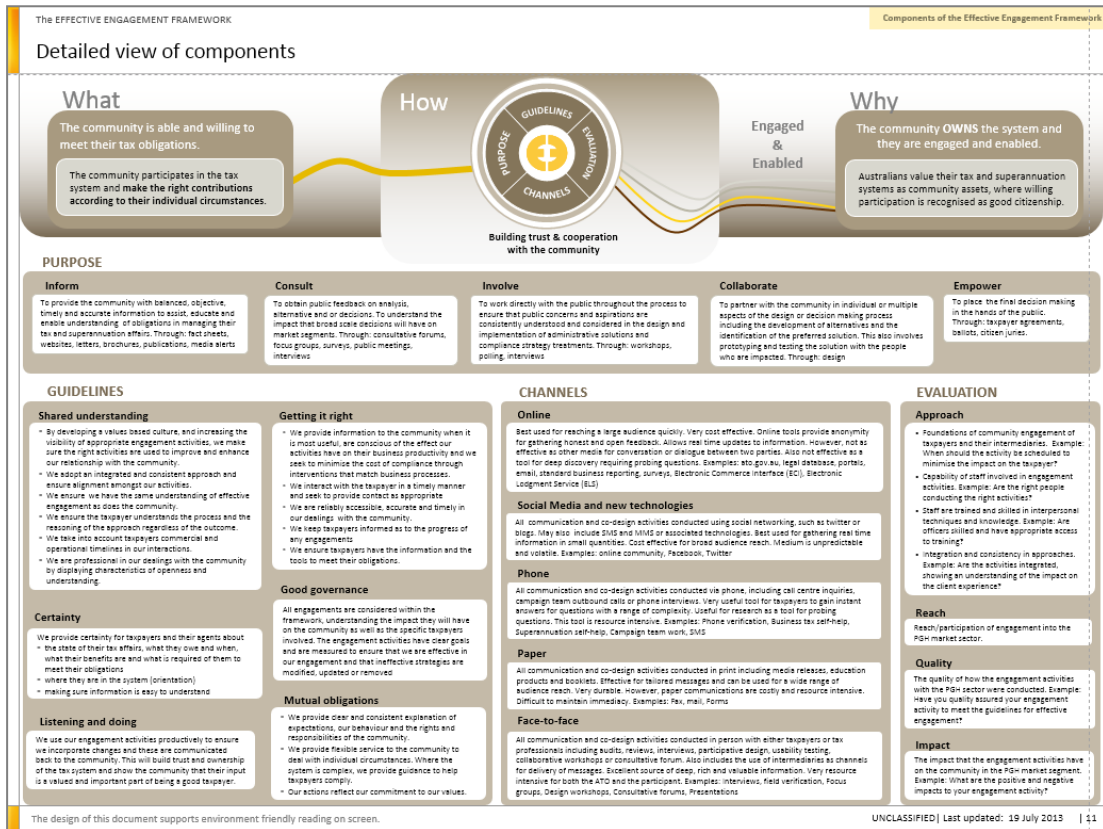 The EFFECTIVE ENGAGEMENT FRAMEWORK
Components of the Effective Engagement Framework
Detailed view of components
What
The community is able and willing to
meet their tax obligations.
The community participates in the tax
system and make the right contributions
according to their individual circumstances.
How
GUIDELINES
PURPOSE
EVALUATION
CHANNELS
Building trust & cooperation
with the community
Engaged
&
Enabled
Why
The community OWNS the system and
they are engaged and enabled.
Australians value their tax and superannuation
systems as community assets, where willing
participation is recognised as good citizenship.
PURPOSE
Inform
To provide the community with balanced, objective,
timely and accurate information to assist, educate and
enable understanding of obligations in managing their
tax and superannuation affairs. Through: fact sheets,
websites, letters, brochures, publications, media alerts
Consult
To obtain public feedback on analysis,
alternative and or decisions. To understand the
impact that broad scale decisions will have on
market segments. Through: consultative forums,
focus groups, surveys, public meetings,
interviews
Involve
To work directly with the public throughout the process to
ensure that public concerns and aspirations are
consistently understood and considered in the design and
implementation of administrative solutions and
compliance strategy treatments. Through: workshops,
polling, interviews
Collaborate
To partner with the community in individual or multiple
aspects of the design or decision making process
including the development of alternatives and the
identification of the preferred solution. This also involves
prototyping and testing the solution with the people
who are impacted. Through: design
Empower
To place the final decision making
in the hands of the public.
Through: taxpayer agreements,
ballots, citizen juries.
GUIDELINES
Shared understanding
- By developing a values based culture, and increasing the
visibility of appropriate engagement activities, we make
sure the right activities are used to improve and enhance
our relationship with the community.
- We adopt an integrated and consistent approach and
ensure alignment amongst our activities.
- We ensure we have the same understanding of effective
engagement as does the community.
- We ensure the taxpayer understands the process and the
reasoning of the approach regardless of the outcome.
- We take into account taxpayers commercial and
operational timelines in our interactions.
- We are professional in our dealings with the community
by displaying characteristics of openness and
understanding.
Certainty
We provide certainty for taxpayers and their agents about
- the state of their tax affairs, what they owe and when,
what their benefits are and what is required of them to
meet their obligations
- where they are in the system (orientation)
- making sure information is easy to understand
Listening and doing
We use our engagement activities productively to ensure
we incorporate changes and these are communicated
back to the community. This will build trust and ownership
of the tax system and show the community that their input
is a valued and important part of being a good taxpayer.
Getting it right
- We provide information to the community when it
is most useful, are conscious of the effect our
activities have on their business productivity and we
seek to minimise the cost of compliance through
interventions that match business processes.
- We interact with the taxpayer in a timely manner
and seek to provide contact as appropriate
- We are reliably accessible, accurate and timely in
our dealings with the community.
- We keep taxpayers informed as to the progress of
any engagements
- We ensure taxpayers have the information and the
tools to meet their obligations.
Good governance
All engagements are considered within the
framework, understanding the impact they will have
on the community as well as the specific taxpayers
involved. The engagement activities have clear goals
and are measured to ensure that we are effective in
our engagement and that ineffective strategies are
modified, updated or removed
Mutual obligations
- We provide clear and consistent explanation of
expectations, our behaviour and the rights and
responsibilities of the community.
- We provide flexible service to the community to
deal with individual circumstances. Where the
system is complex, we provide guidance to help
taxpayers comply.
- Our actions reflect our commitment to our values.
CHANNELS
Online
Best used for reaching a large audience quickly. Very cost effective. Online tools provide anonymity
for gathering honest and open feedback. Allows real time updates to information. However, not as
effective as other media for conversation or dialogue between two parties. Also not effective as a
tool for deep discovery requiring probing questions. Examples: ato.gov.au, legal database, portals,
email, standard business reporting, surveys, Electronic Commerce Interface (ECI), Electronic
Lodgment Service (ELS)
Social Media and new technologies
All communication and co-design activities conducted using social networking, such as twitter or
blogs. May also include SMS and MMS or associated technologies. Best used for gathering real time
information in small quantities. Cost effective for broad audience reach. Medium is unpredictable
and volatile. Examples: online community, Facebook, Twitter
Phone
All communication and co-design activities conducted via phone, including call centre inquiries,
campaign team outbound calls or phone interviews. Very useful tool for taxpayers to gain instant
answers for questions with a range of complexity. Useful for research as a tool for probing
questions. This tool is resource intensive. Examples: Phone verification, Business tax self-help,
Superannuation self-help, Campaign team work, SMS
Paper
All communication and co-design activities conducted in print including media releases, education
products and booklets. Effective for tailored messages and can be used for a wide range of
audience reach. Very durable. However, paper communications are costly and resource intensive.
Difficult to maintain immediacy. Examples: Fax, mail, Forms
Face-to-face
All communication and co-design activities conducted in person with either taxpayers or tax
professionals including audits, reviews, interviews, participative design, usability testing,
collaborative workshops or consultative forum. Also includes the use of intermediaries as channels
for delivery of messages. Excellent source of deep, rich and valuable information. Very resource
intensive for both the ATO and the participant. Examples: Interviews, field verification, Focus
groups, Design workshops, Consultative forums, Presentations
EVALUATION
Approach
• Foundations of community engagement of
taxpayers and their intermediaries. Example:
When should the activity be scheduled to
minimise the impact on the taxpayer?
• Capability of staff involved in engagement
activities. Example: Are the right people
conducting the right activities?
• Staff are trained and skilled in interpersonal
techniques and knowledge. Example: Are
officers skilled and have appropriate access
to training?
• Integration and consistency in approaches.
Example: Are the activities integrated,
showing an understanding of the impact on
the client experience?
Reach
Reach/participation of engagement into the
PGH market sector.
Quality
The quality of how the engagement activities
with the PGH sector were conducted. Example:
Have you quality assured your engagement
activity to meet the guidelines for effective
engagement?
Impact
The impact that the engagement activities have
on the community in the PGH market segment.
Example: What are the positive and negative
impacts to your engagement activity?
The design of this document supports environment friendly reading on screen.
UNCLASSIFIED| Last updated: 19 July 2013 | 11